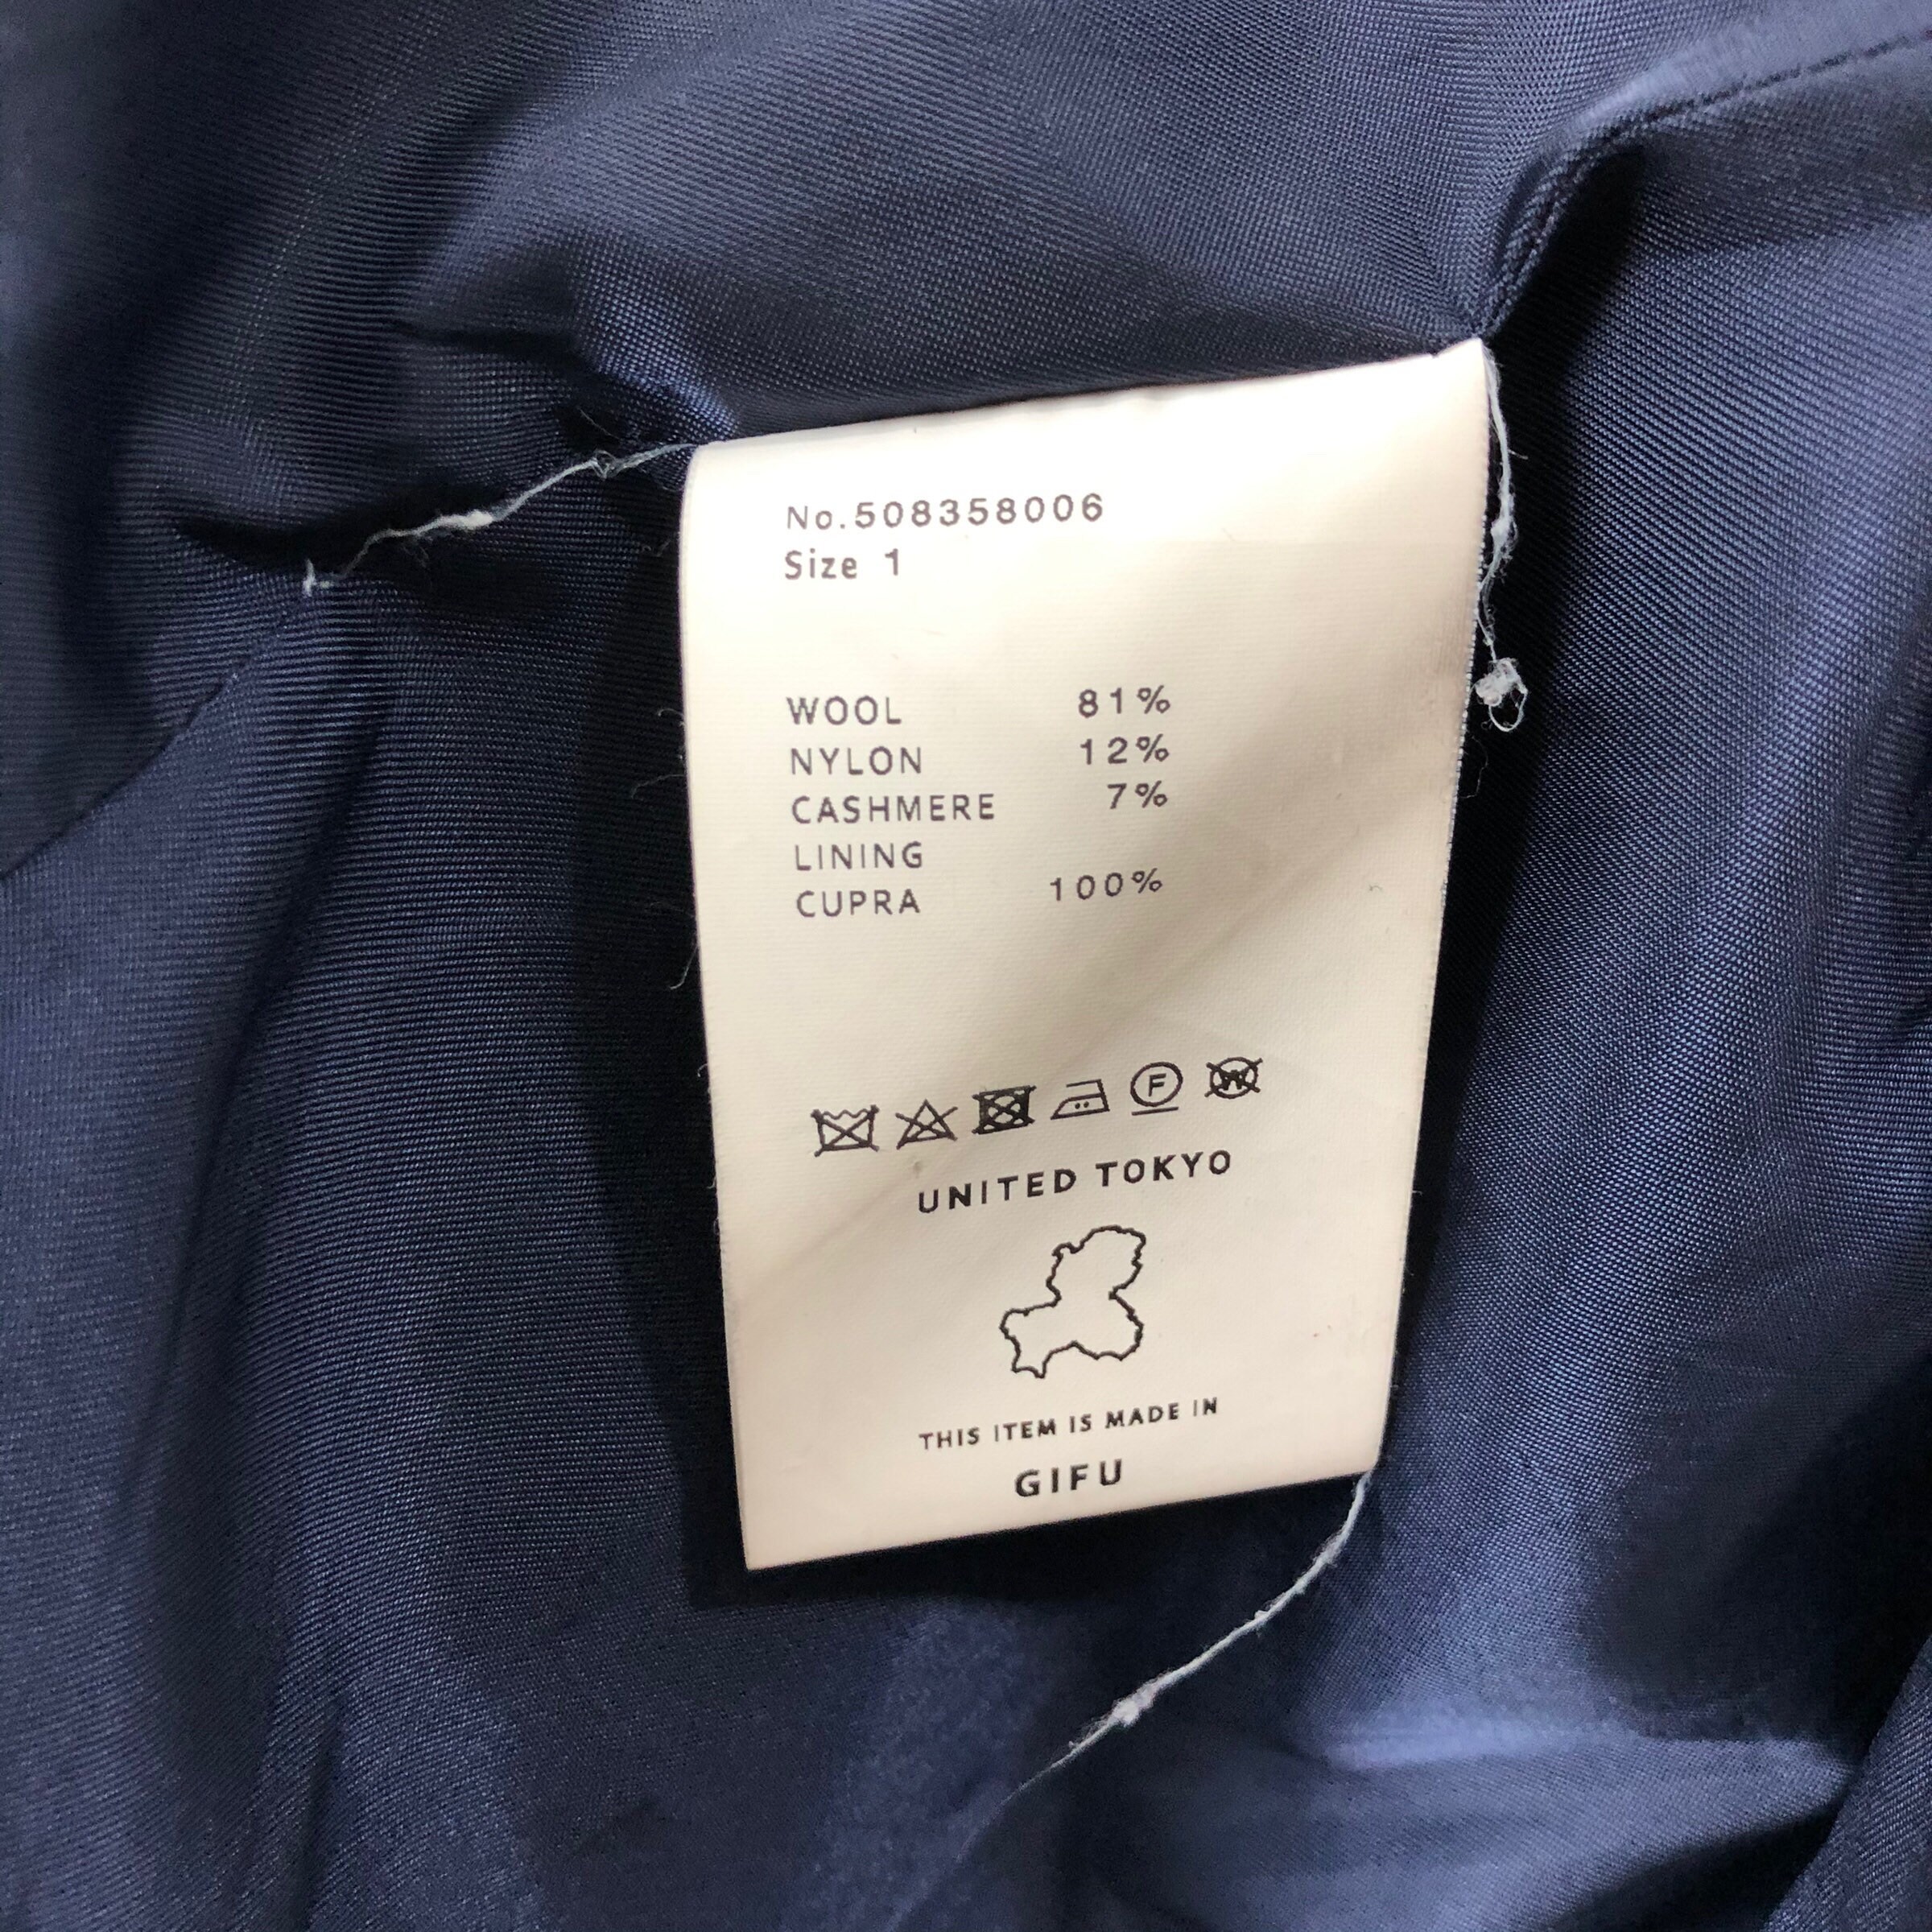 No.508358006
Size 1
WOOL 81%
NYLON 12%
CASHMERE 7%
LINING
CUPRA 100%
F W
UNITED TOKYO
THIS ITEM IS MADE IN
GIFU